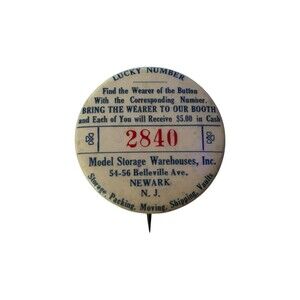 LUCKY NUMBER
Find the Wearer of the Button
With the Corresponding Number.
BRING THE WEARER TO OUR BOOTH
and Each of You will Receive $5.00 in Cash
2840
Model Storage Warehouses, Inc.
54-56 Belleville Ave.
NEWARK
N. J.
Storage, Packing, Moving, Shipping, Vaults